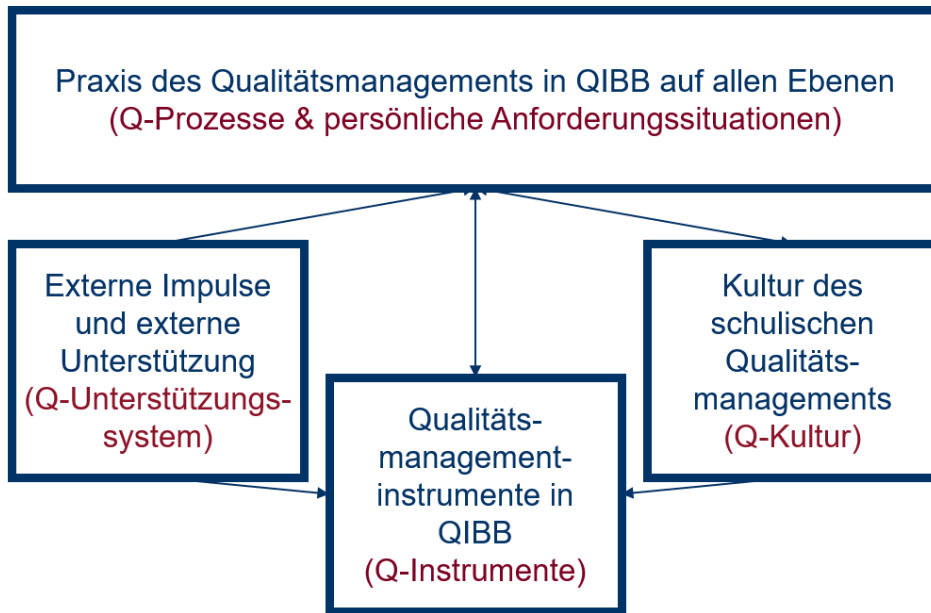 Praxis des Qualitätsmanagements in QIBB auf allen Ebenen
(Q-Prozesse & persönliche Anforderungssituationen)
Externe Impulse
und externe
Unterstützung
(Q-Unterstützungs-
system)
Qualitäts-
management-
instrumente in
QIBB
(Q-Instrumente)
Kultur des
schulischen
Qualitäts-
managements
(Q-Kultur)